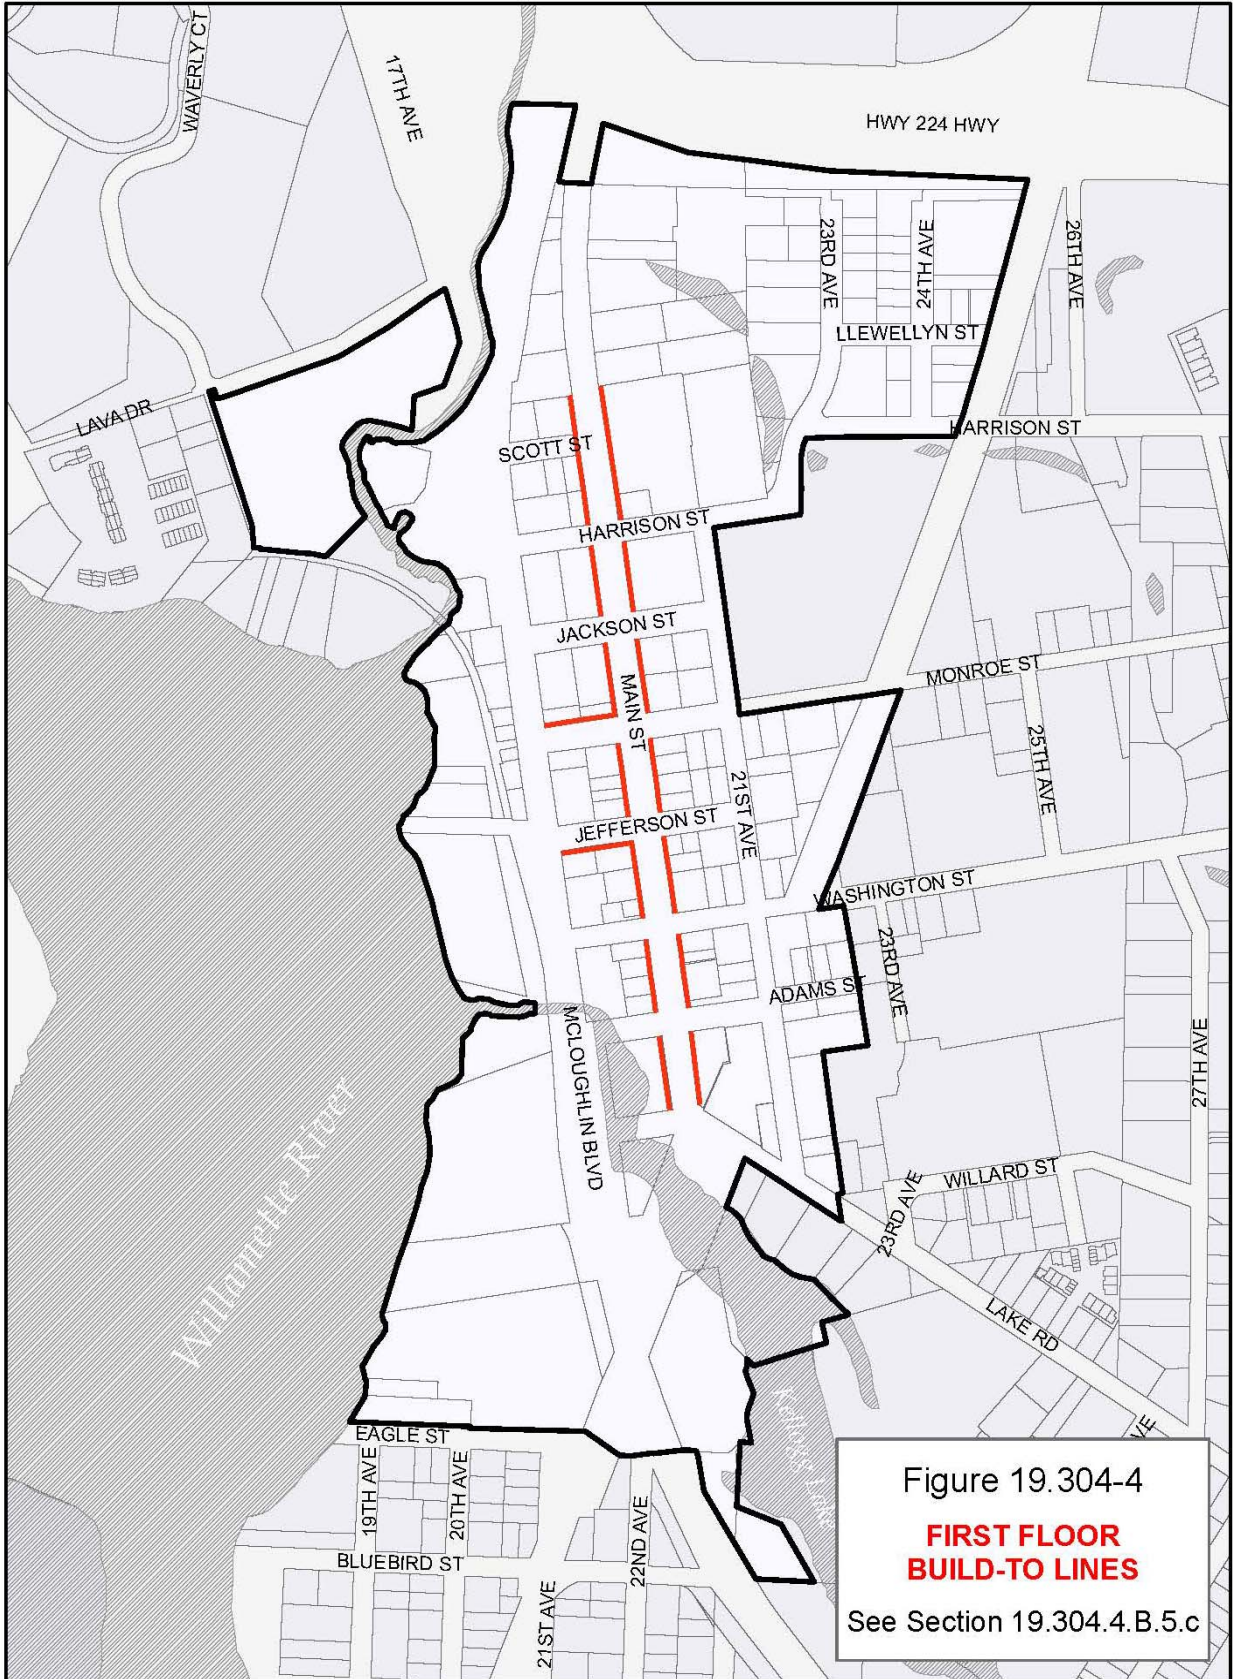 WAVERLY CT
17TH AVE
HWY 224 HWY
23RD AVE
24TH AVE
26TH AVE
LLEWELLYN ST
LAVA DR
SCOTT ST
HARRISON ST
HARRISON ST
JACKSON ST
MAIN ST
MONROE ST
25TH AVE
21ST AVE
JEFFERSON ST
WASHINGTON ST
23RD AVE
ADAMS ST
MCLOUGHLIN BLVD
27TH AVE
Willamette River
WILLARD ST
23RD AVE
LAKE RD
Kellogg Lake
EAGLE ST
19TH AVE
20TH AVE
22ND AVE
BLUEBIRD ST
21ST AVE
VE
Figure 19.304-4
FIRST FLOOR
BUILD-TO LINES
See Section 19.304.4.B.5.c